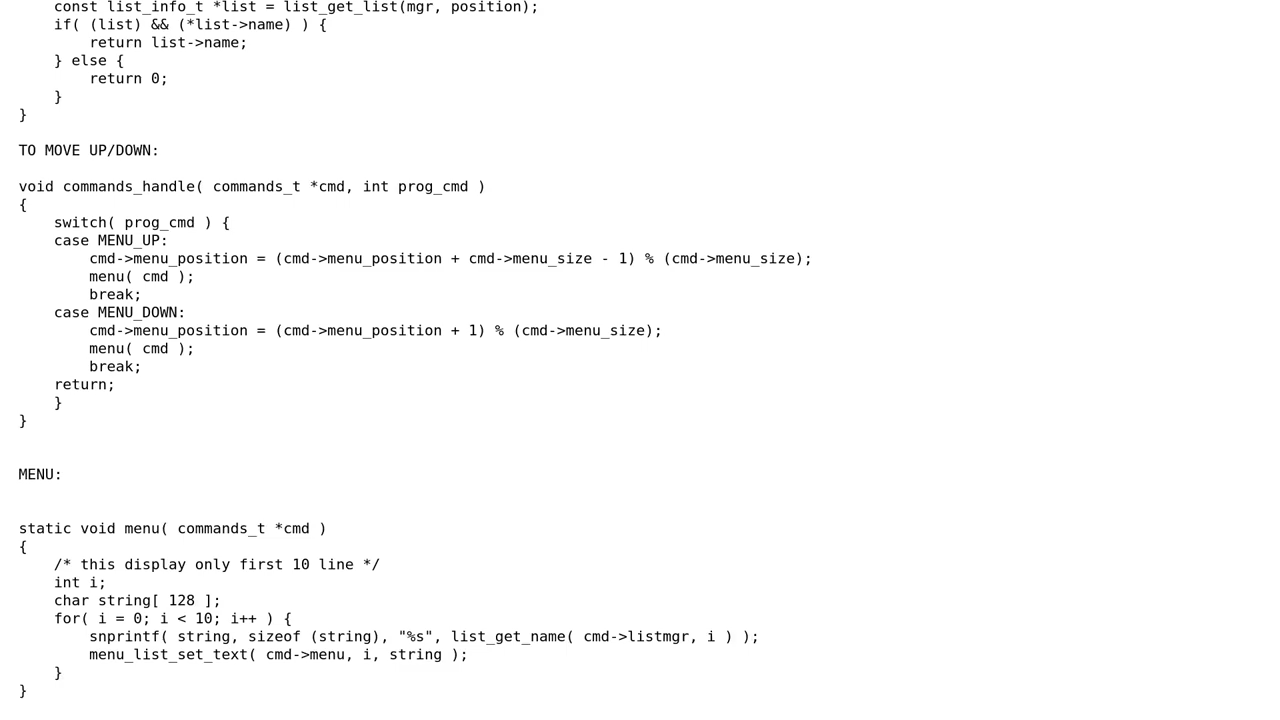 const list_info_t *list = list_get_list(mgr, position);
    if( (list) && (*list->name) ) {
        return list->name;
    } else {
        return 0;
    }
}

TO MOVE UP/DOWN:

void commands_handle( commands_t *cmd, int prog_cmd )
{
    switch( prog_cmd ) {
    case MENU_UP:
        cmd->menu_position = (cmd->menu_position + cmd->menu_size - 1) % (cmd->menu_size);
        menu( cmd );
        break;
    case MENU_DOWN:
        cmd->menu_position = (cmd->menu_position + 1) % (cmd->menu_size);
        menu( cmd );
        break;
    return;
    }
}


MENU:


static void menu( commands_t *cmd )
{
    /* this display only first 10 line */
    int i;
    char string[ 128 ];
    for( i = 0; i < 10; i++ ) {
        snprintf( string, sizeof (string), "%s", list_get_name( cmd->listmgr, i ) );
        menu_list_set_text( cmd->menu, i, string );
    }
}